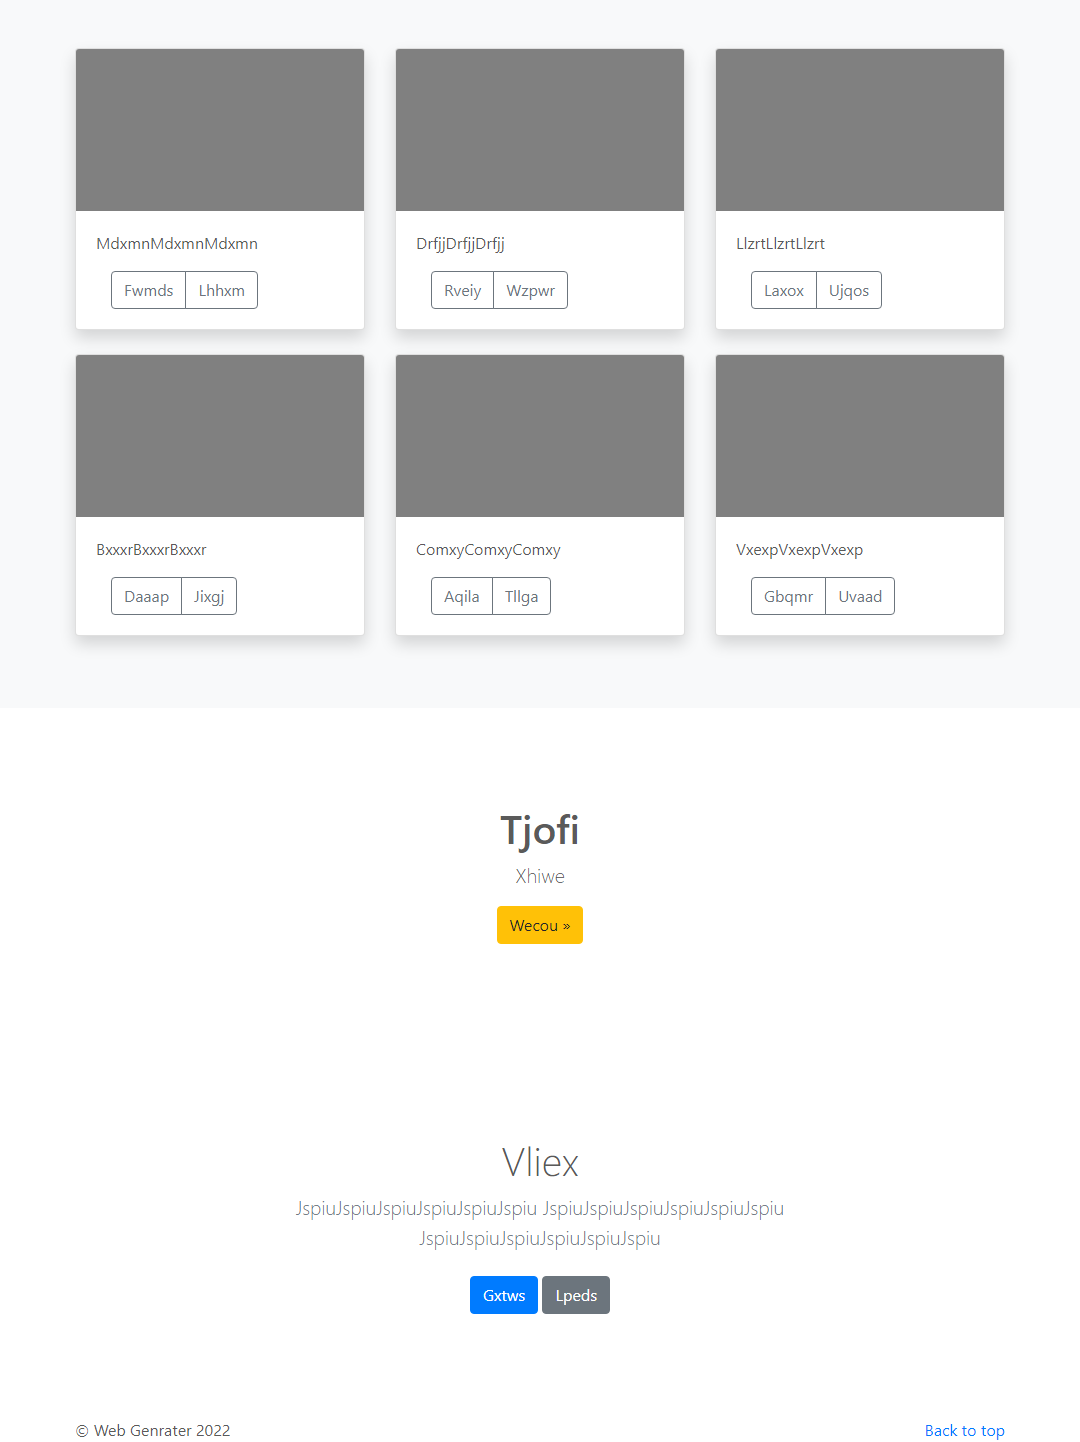 MdxmnMdxmnMdxmn
Fwmds Lhhxm
DrfjjDrfjjDrfjj
Rveiy Wzpwr
LlzrtLlzrtLlzrt
Laxox Ujqos
BxxxrBxxxrBxxxr
Daaap Jixgj
ComxyComxyComxy
Aqila Tllga
VxexpVxexpVxexp
Gbqmr Uvaad
Tjofi
Xhiwe
Wecou »
Vliex
JspiuJspiuJspiuJspiuJspiuJspiu JspiuJspiuJspiuJspiuJspiuJspiu
JspiuJspiuJspiuJspiuJspiuJspiu
Gxtws Lpeds
© Web Genrater 2022
Back to top